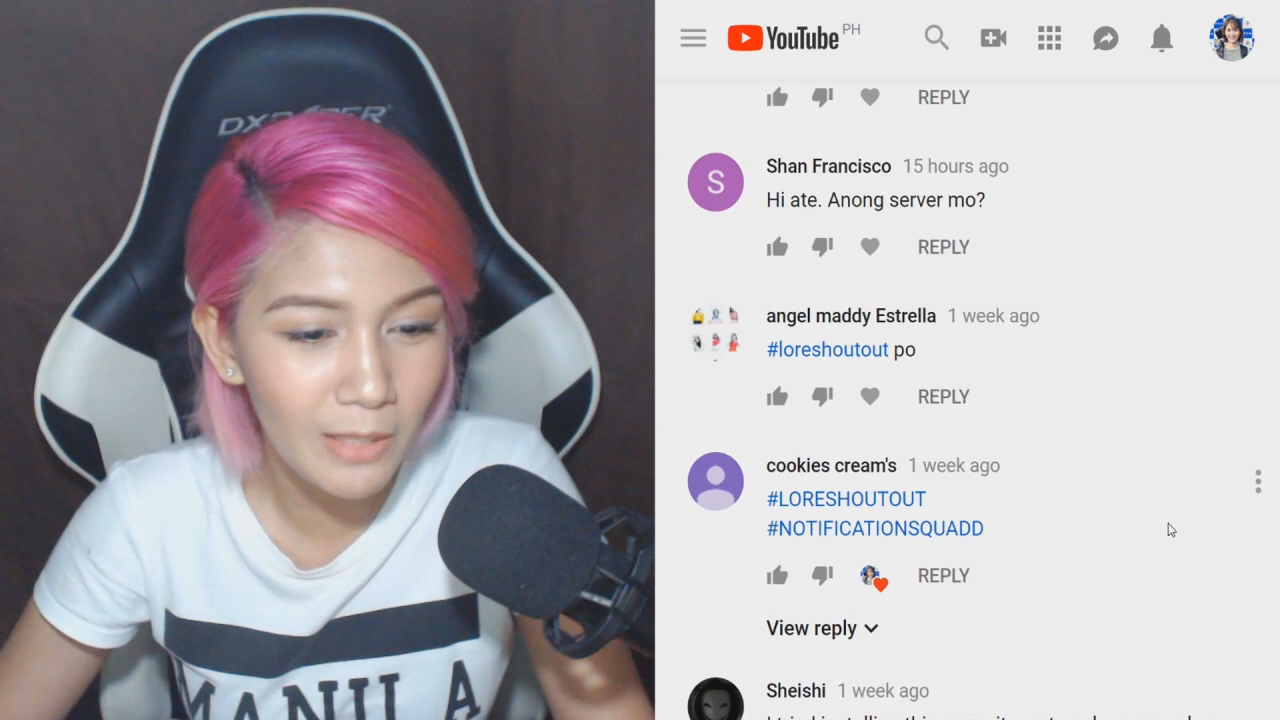 YouTube PH
REPLY
Shan Francisco 15 hours ago
Hi ate. Anong server mo?
REPLY
angel maddy Estrella 1 week ago
#loreshoutout po
REPLY
cookies cream's 1 week ago
#LORESHOUTOUT
#NOTIFICATIONSQUADD
REPLY
View reply
Sheishi 1 week ago
S
MANILA